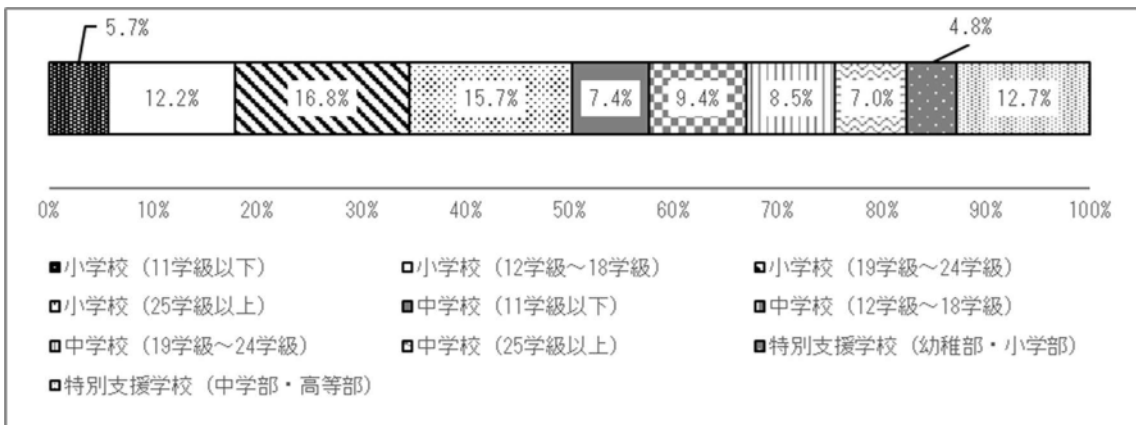 5.7% 4.8%
12.2% 16.8% 15.7% 7.4% 9.4% 8.5% 7.0% 12.7%
0% 10% 20% 30% 40% 50% 60% 70% 80% 90% 100%
小学校（11学級以下） 小学校（12学級～18学級） 小学校（19学級～24学級）
小学校（25学級以上） 中学校（11学級以下） 中学校（12学級～18学級）
中学校（19学級～24学級） 中学校（25学級以上） 特別支援学校（幼稚部・小学部）
特別支援学校（中学部・高等部）